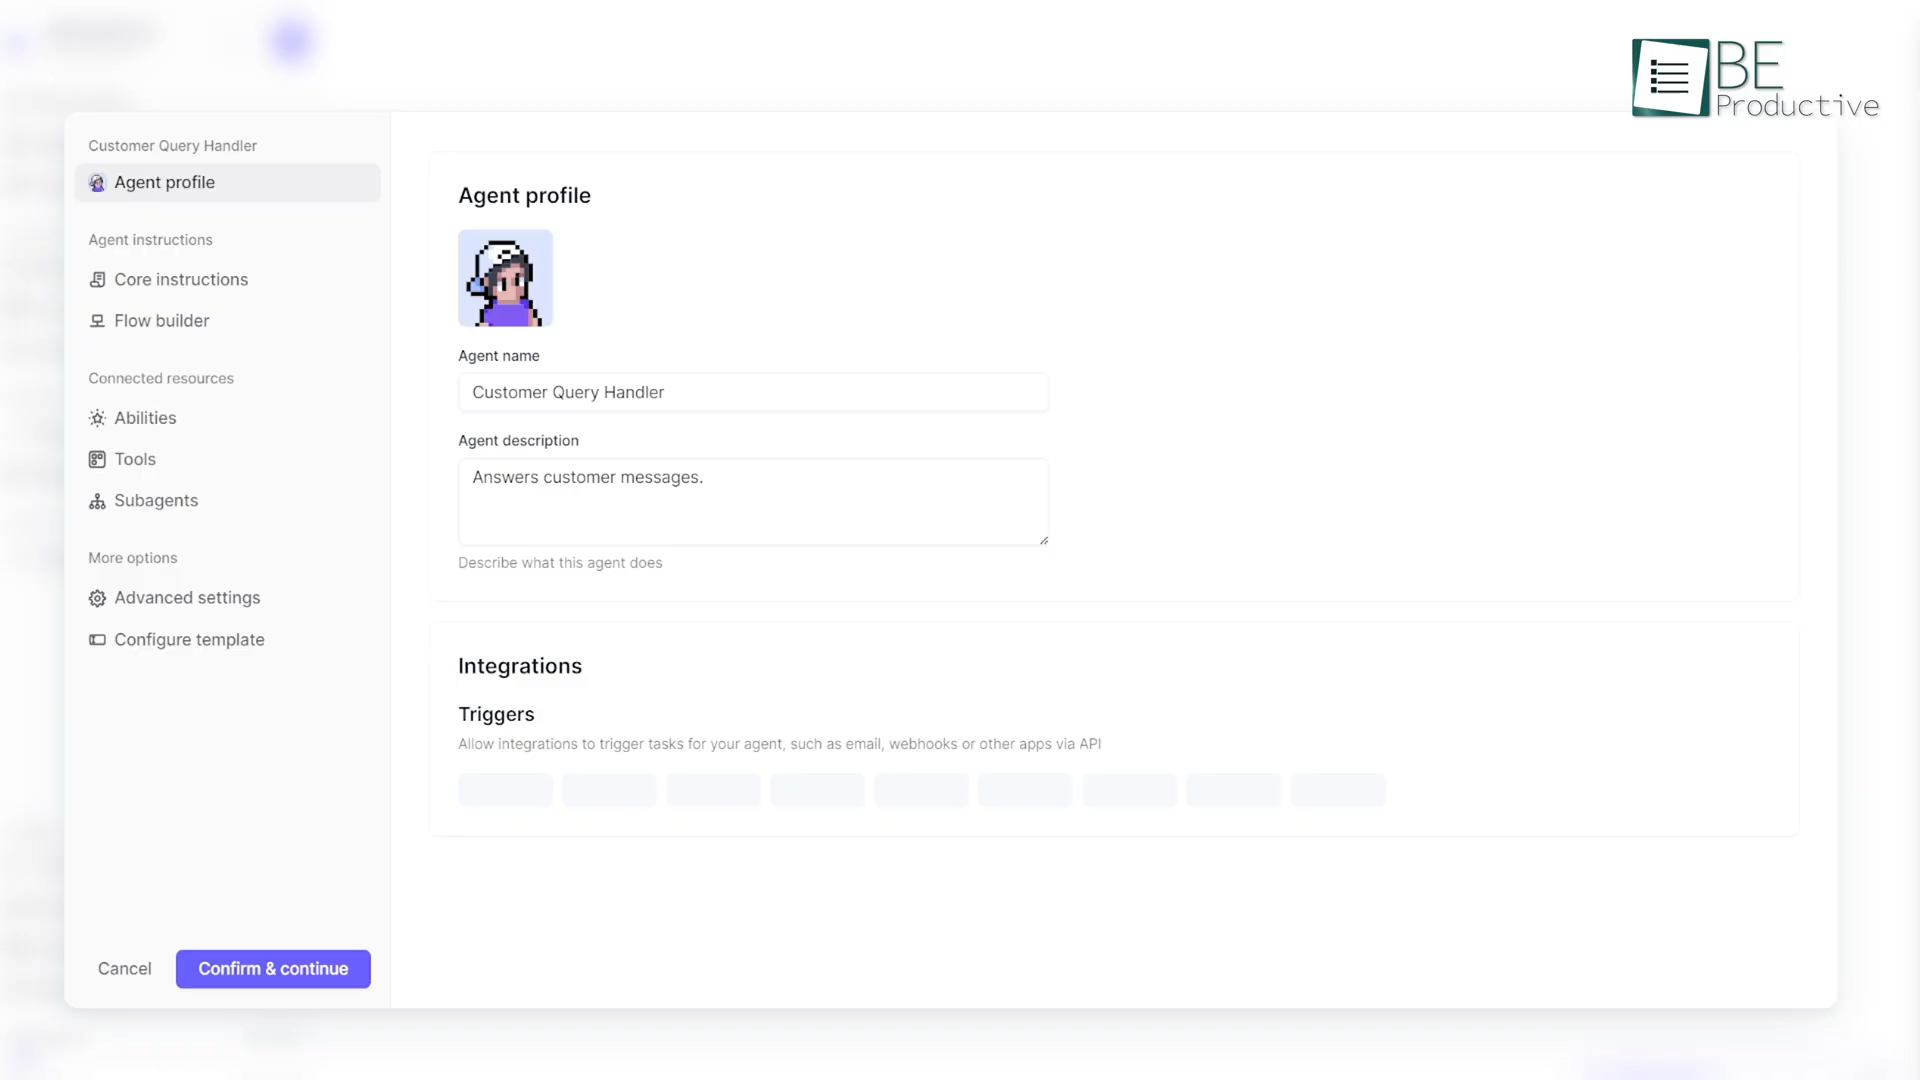 BE
Productive
Customer Query Handler
Agent profile
Agent instructions
Core instructions
Flow builder
Connected resources
Abilities
Tools
Subagents
More options
Advanced settings
Configure template
Cancel
Confirm & continue
Agent profile
Agent name
Customer Query Handler
Agent description
Answers customer messages.
Describe what this agent does
Integrations
Triggers
Allow integrations to trigger tasks for your agent, such as email, webhooks or other apps via API